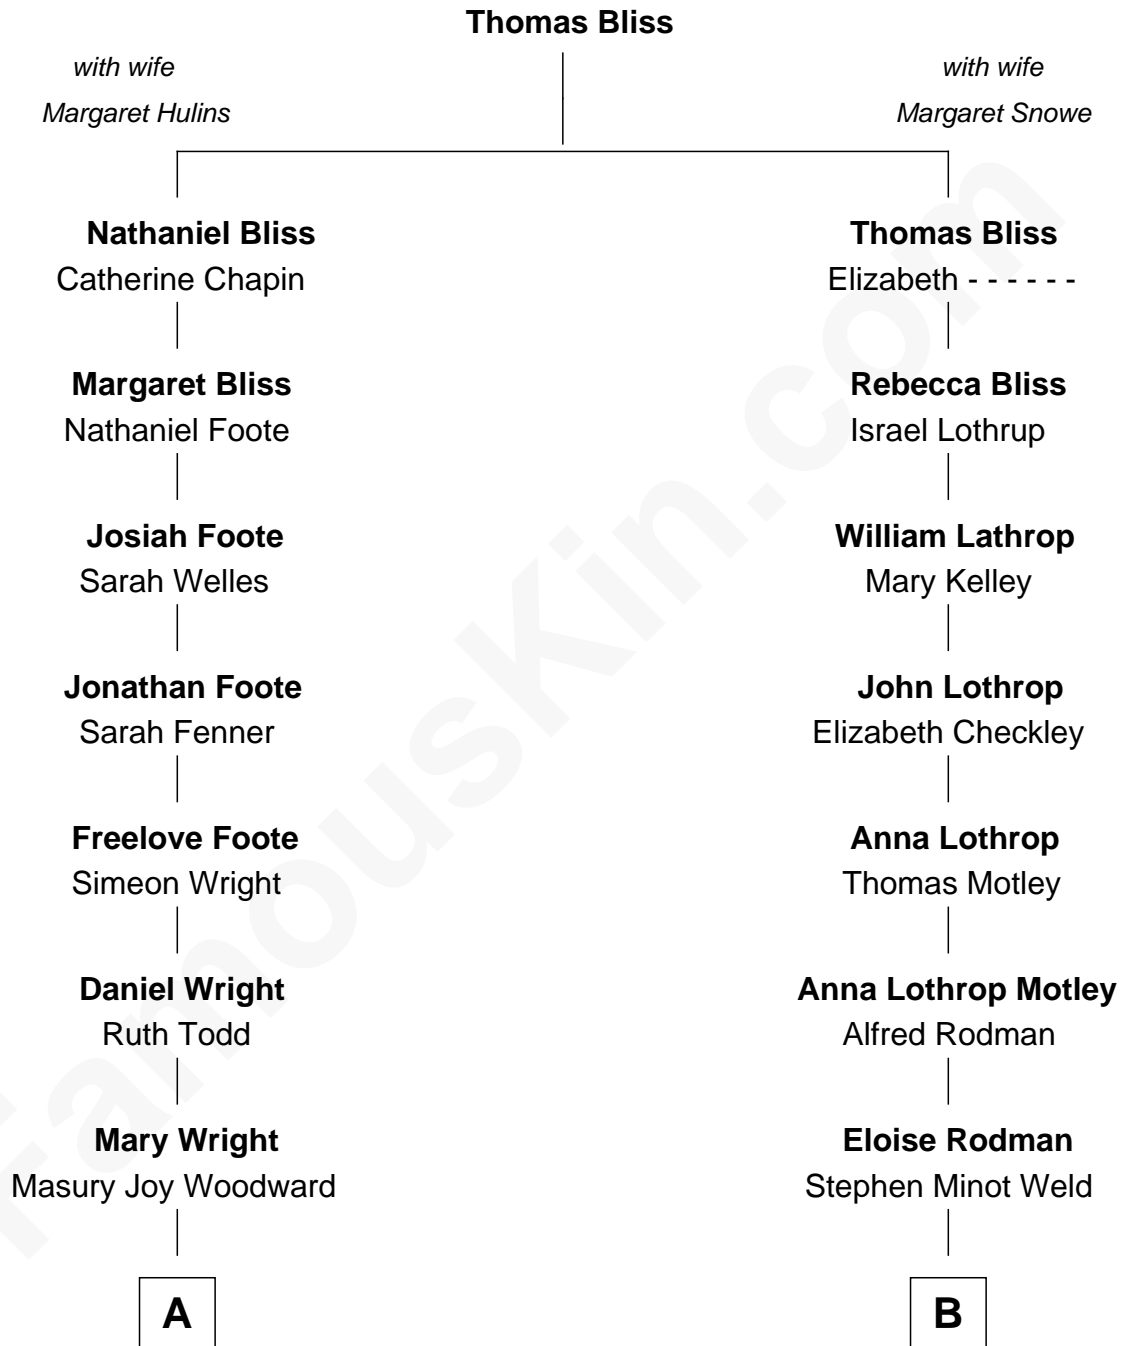 Thomas Bliss
with wife
Margaret Hulins
with wife
Margaret Snowe
Nathaniel Bliss
Catherine Chapin
Thomas Bliss
Elizabeth - - - - - -
Margaret Bliss
Nathaniel Foote
Rebecca Bliss
Israel Lothrup
Josiah Foote
Sarah Welles
William Lathrop
Mary Kelley
Jonathan Foote
Sarah Fenner
John Lothrop
Elizabeth Checkley
Freelove Foote
Simeon Wright
Anna Lothrop
Thomas Motley
Daniel Wright
Ruth Todd
Anna Lothrop Motley
Alfred Rodman
Mary Wright
Masury Joy Woodward
Eloise Rodman
Stephen Minot Weld
A
B
FamousKin.com